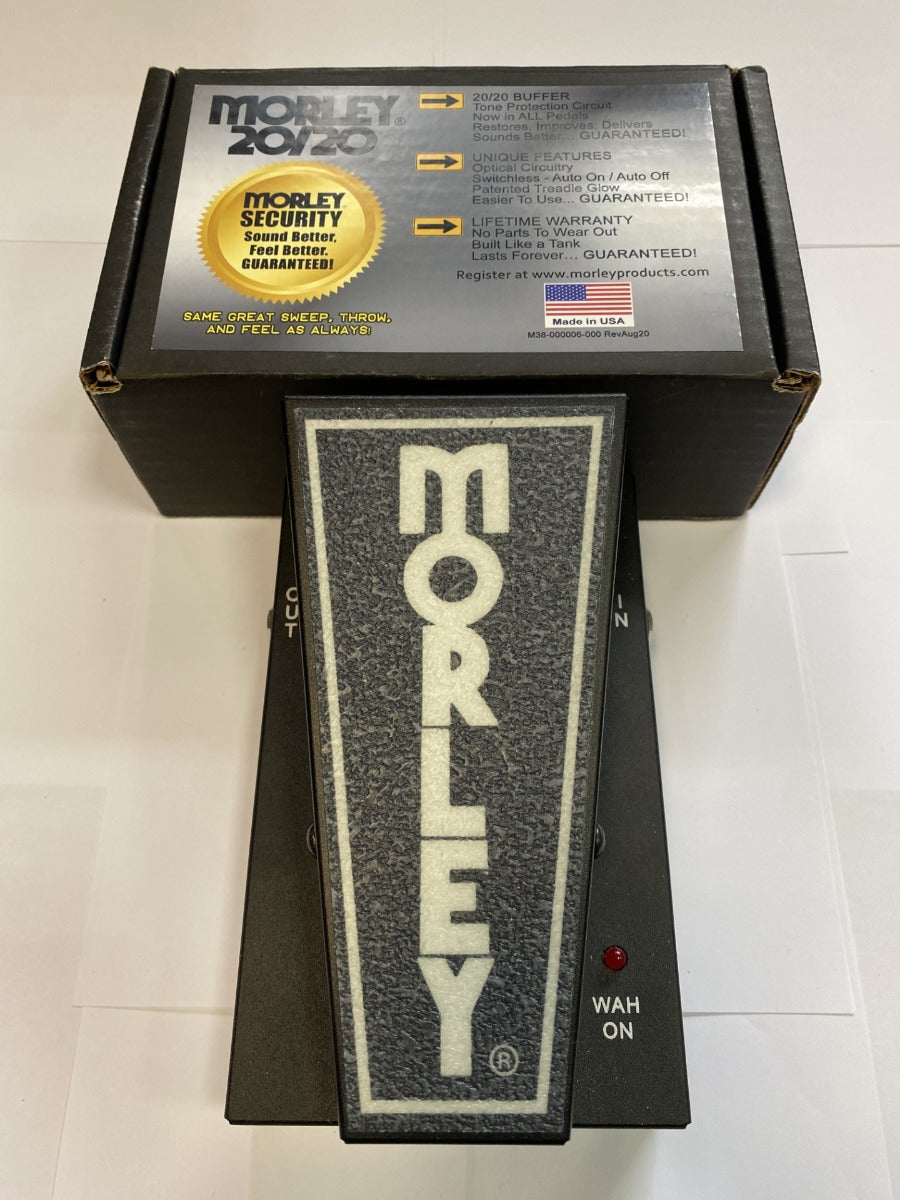 MORLEY®
20/20
MORLEY
SECURITY
Sound Better,
Feel Better.
GUARANTEED!
SAME GREAT SWEEP, THROW,
AND FEEL AS ALWAYS!
20/20 BUFFER
Tone Protection Circuit
Now in ALL Pedals
Restores, Improves, Delivers
Sounds Better... GUARANTEED!
UNIQUE FEATURES
Optical Circuitry
Switchless - Auto On / Auto Off
Patented Treadle Glow
Easier To Use... GUARANTEED!
LIFETIME WARRANTY
No Parts To Wear Out
Built Like a Tank
Lasts Forever... GUARANTEED!
Register at www.morleyproducts.com
Made in USA
M38-000006-000 RevAug20
OUT
IN
MORLEY®
WAH
ON